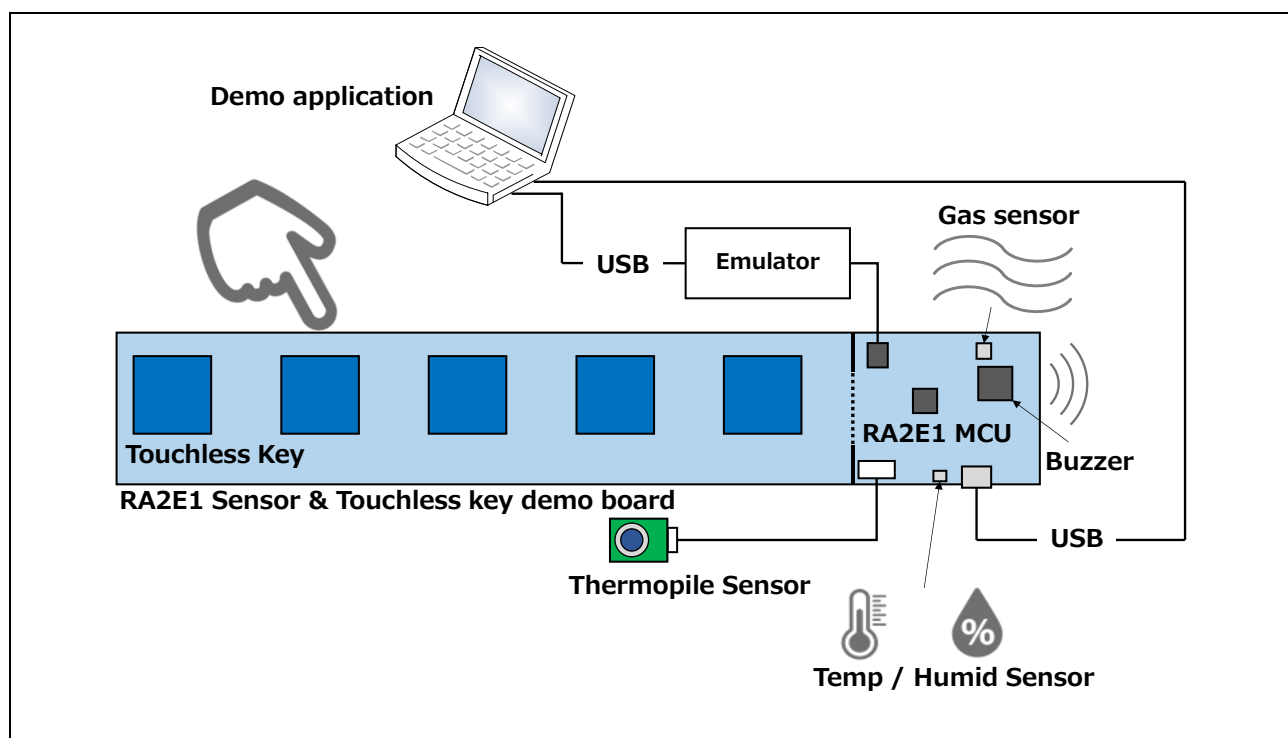 Demo application
Gas sensor
USB
Emulator
RA2E1 MCU
Touchless Key
Buzzer
RA2E1 Sensor & Touchless key demo board
USB
Thermopile Sensor
%
Temp / Humid Sensor